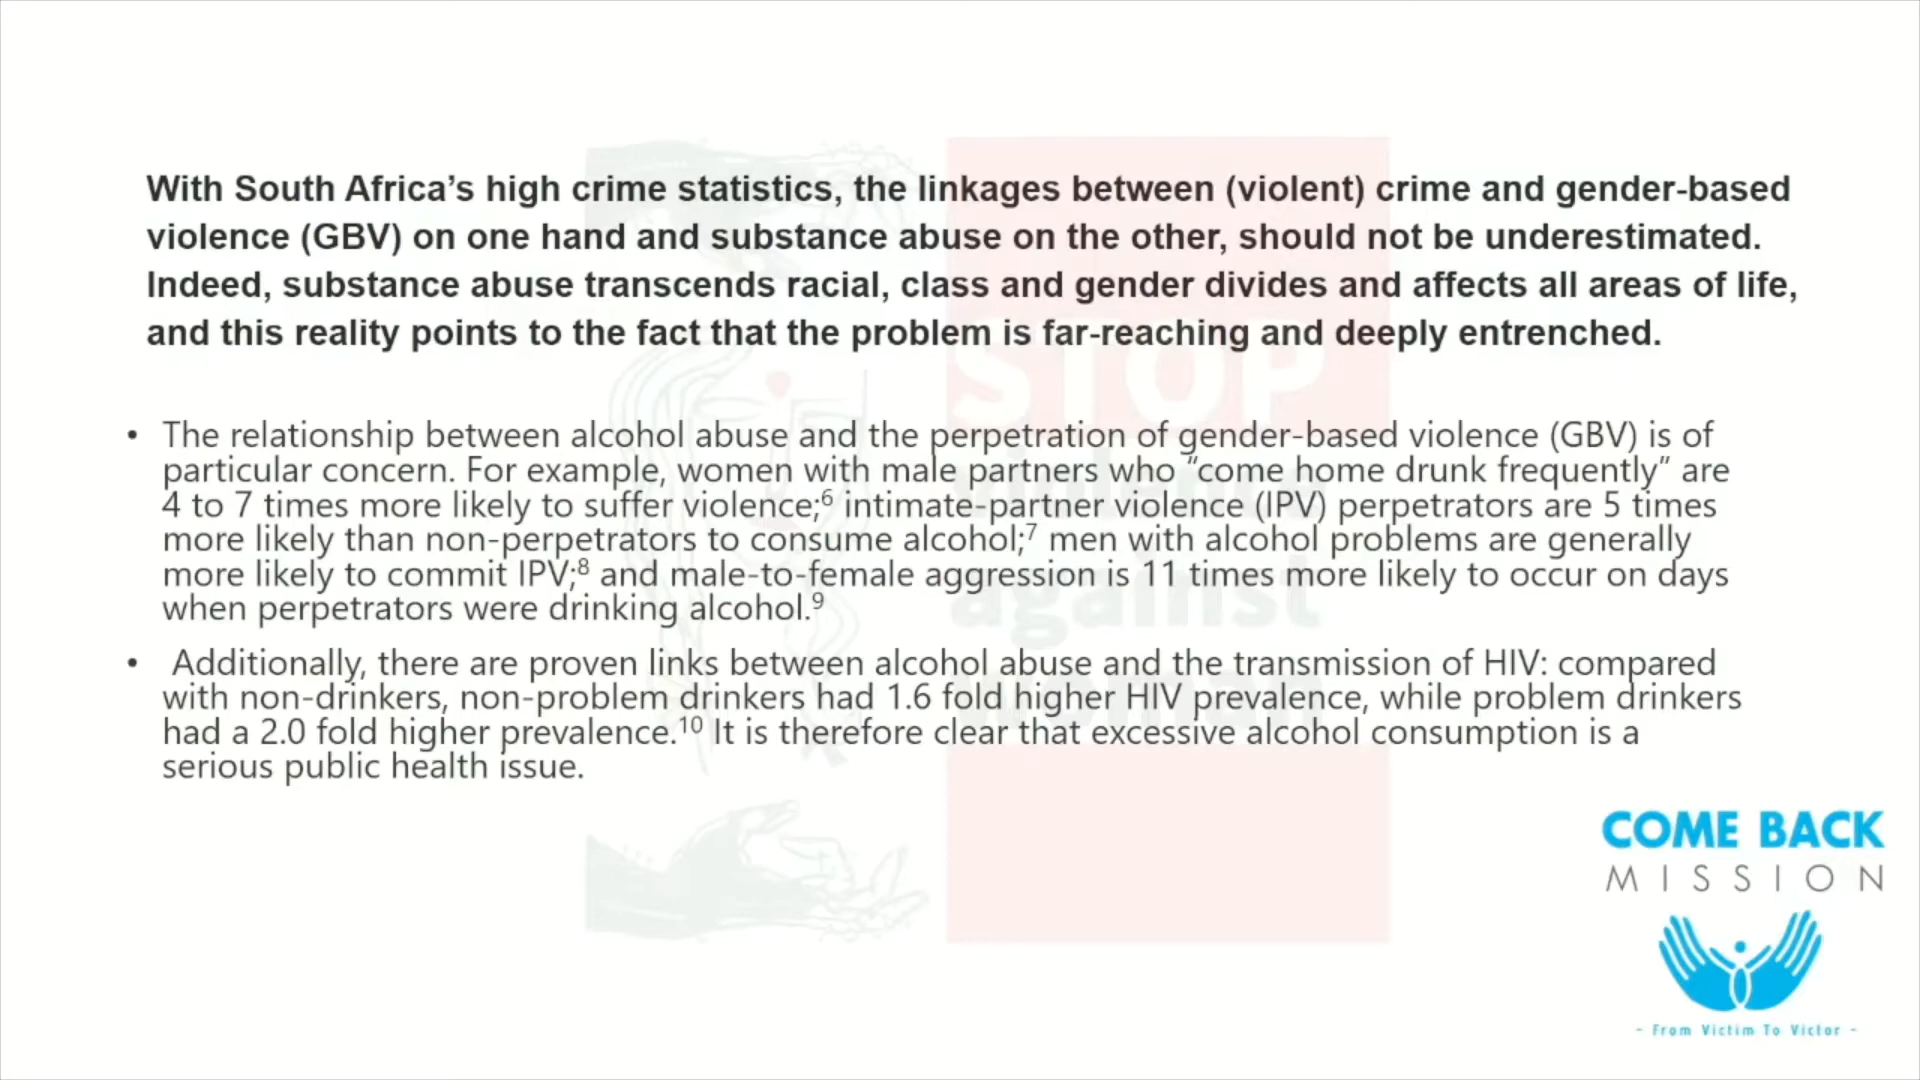 With South Africa’s high crime statistics, the linkages between (violent) crime and gender-based
violence (GBV) on one hand and substance abuse on the other, should not be underestimated.
Indeed, substance abuse transcends racial, class and gender divides and affects all areas of life,
and this reality points to the fact that the problem is far-reaching and deeply entrenched.
• The relationship between alcohol abuse and the perpetration of gender-based violence (GBV) is of
particular concern. For example, women with male partners who “come home drunk frequently” are
4 to 7 times more likely to suffer violence;⁶ intimate-partner violence (IPV) perpetrators are 5 times
more likely than non-perpetrators to consume alcohol;⁷ men with alcohol problems are generally
more likely to commit IPV;⁸ and male-to-female aggression is 11 times more likely to occur on days
when perpetrators were drinking alcohol.⁹
• Additionally, there are proven links between alcohol abuse and the transmission of HIV: compared
with non-drinkers, non-problem drinkers had 1.6 fold higher HIV prevalence, while problem drinkers
had a 2.0 fold higher prevalence.¹⁰ It is therefore clear that excessive alcohol consumption is a
serious public health issue.
STOP
violence
against
woman
COME BACK
MISSION
- From Victim To Victor -